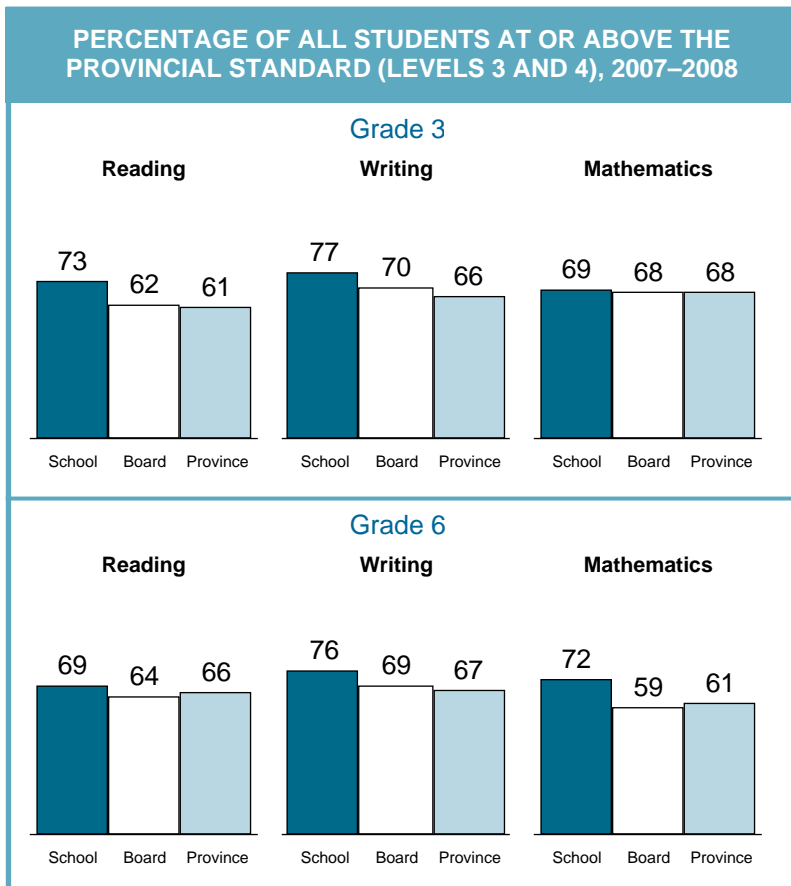 PERCENTAGE OF ALL STUDENTS AT OR ABOVE THE
PROVINCIAL STANDARD (LEVELS 3 AND 4), 2007–2008
Grade 3
Reading Writing Mathematics
73 62 61 77 70 66 69 68 68
School Board Province School Board Province School Board Province
Grade 6
Reading Writing Mathematics
69 64 66 76 69 67 72 59 61
School Board Province School Board Province School Board Province